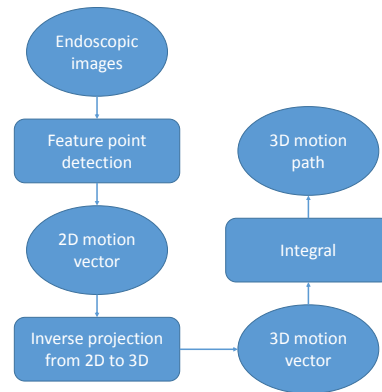 Endoscopic
images
Feature point
detection
2D motion
vector
Inverse projection
from 2D to 3D
3D motion
vector
Integral
3D motion
path